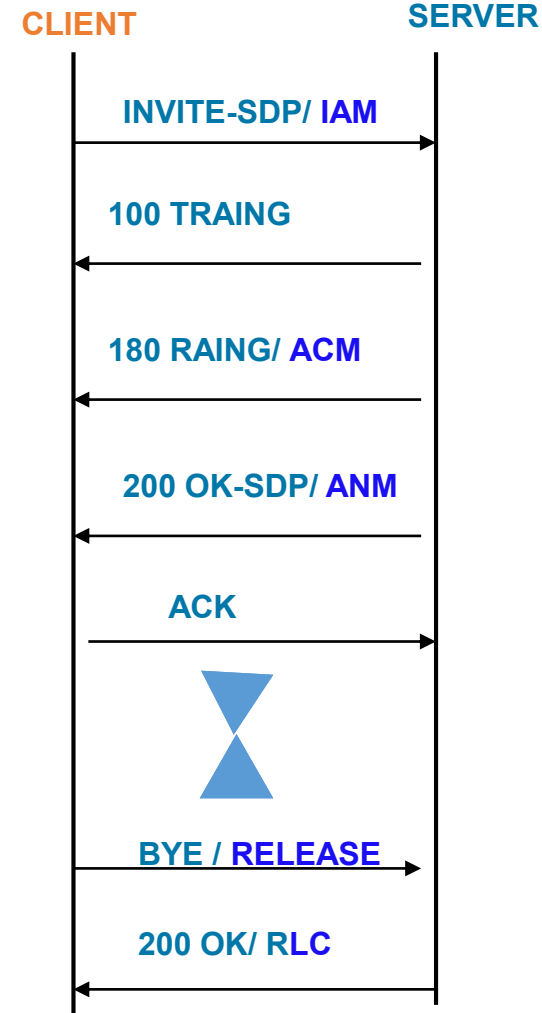 CLIENT
SERVER
INVITE-SDP/ IAM
100 TRAING
180 RAING/ ACM
200 OK-SDP/ ANM
ACK
BYE / RELEASE
200 OK/ RLC